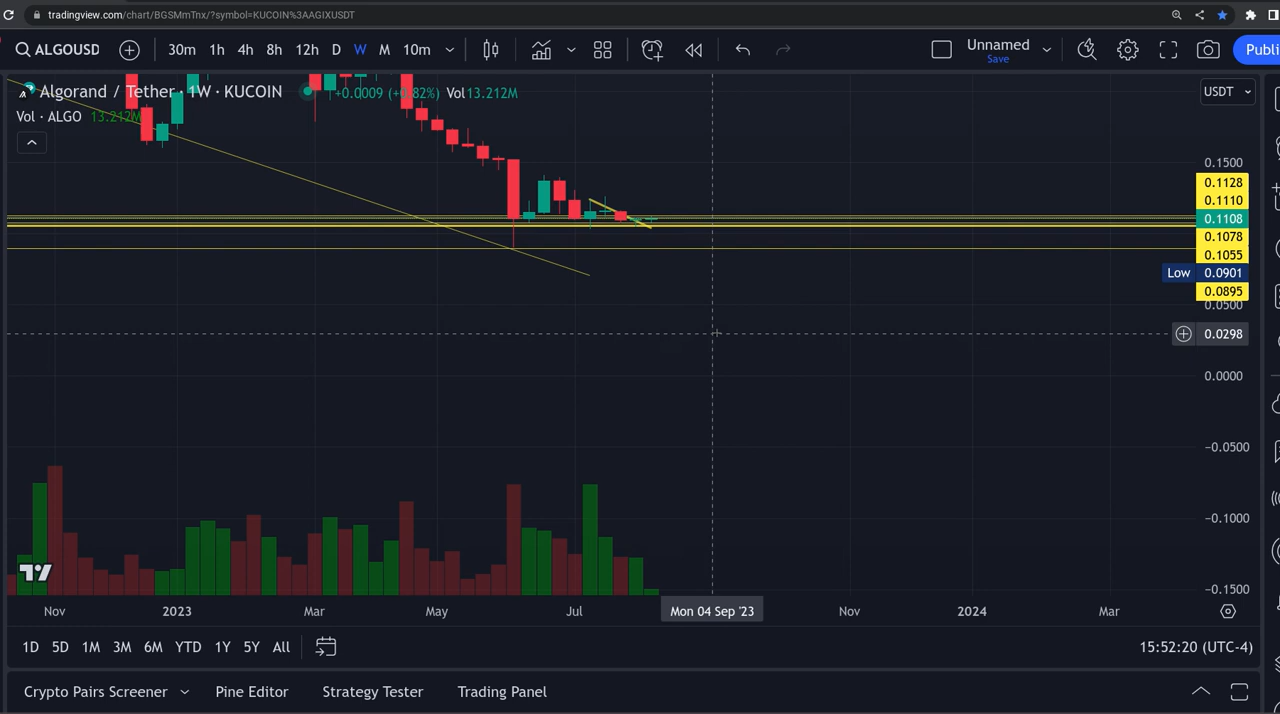 tradingview.com/chart/BGSMmTnx/?symbol=KUCOIN%3AAGIXUSDT
ALGOUSD 30m 1h 4h 8h 12h D W M 10m Unnamed Save Publi
Algorand / Tether · 1W · KUCOIN +0.0009 (+0.82%) Vol 13.212M USDT
Vol · ALGO 13.212M
0.1500
0.1128
0.1110
0.1108
0.1078
0.1055
Low 0.0901
0.0895
0.0500
0.0298
0.0000
-0.0500
-0.1000
-0.1500
Nov 2023 Mar May Jul Mon 04 Sep '23 Nov 2024 Mar
1D 5D 1M 3M 6M YTD 1Y 5Y All 15:52:20 (UTC-4)
Crypto Pairs Screener Pine Editor Strategy Tester Trading Panel